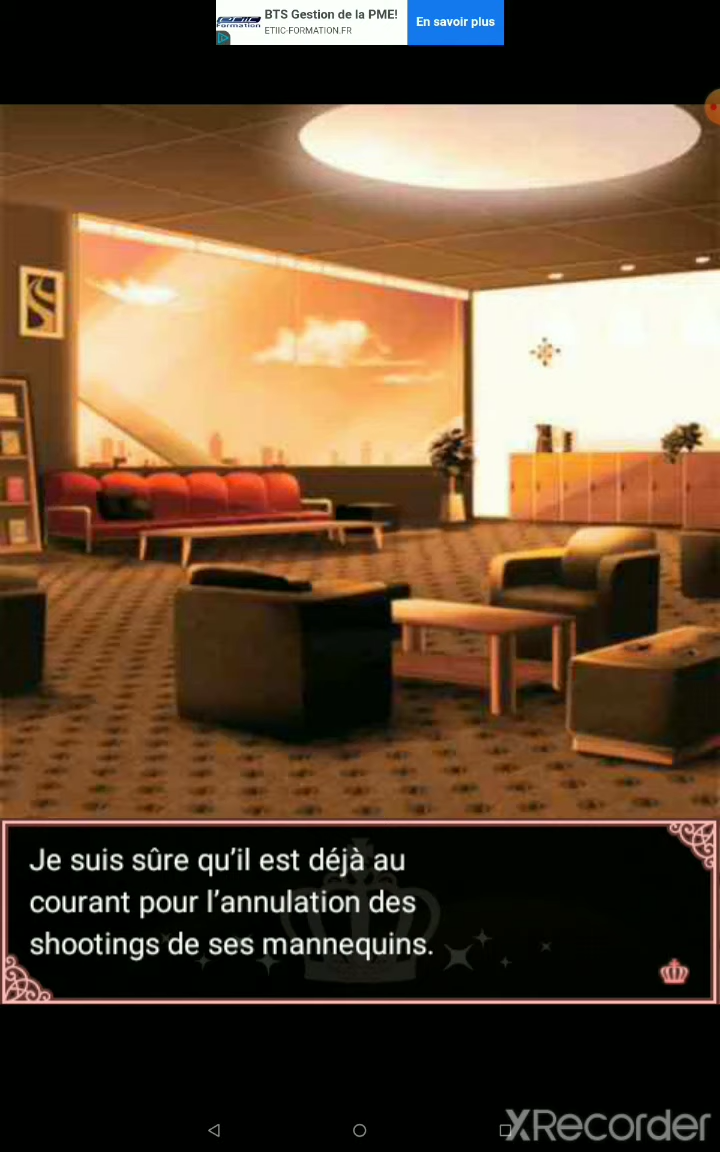 BTS Gestion de la PME!
ETIIC-FORMATION.FR
En savoir plus
Formation
Je suis sûre qu’il est déjà au
courant pour l’annulation des
shootings de ses mannequins.
XRecorder